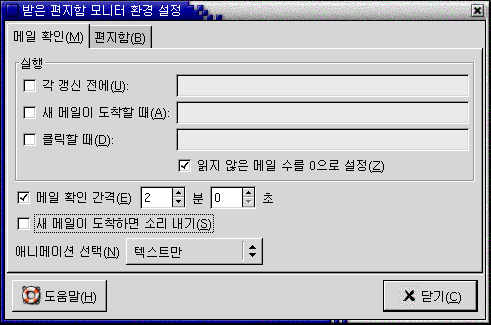 받은 편지함 모니터 환경 설정
메일 확인(M) 편지함(B)
실행
각 갱신 전에(U):
새 메일이 도착할 때(A):
클릭할 때(D):
읽지 않은 메일 수를 0으로 설정(Z)
메일 확인 간격(E) 2 분 0 초
새 메일이 도착하면 소리 내기(S)
애니메이션 선택(N) 텍스트만
도움말(H) 닫기(C)